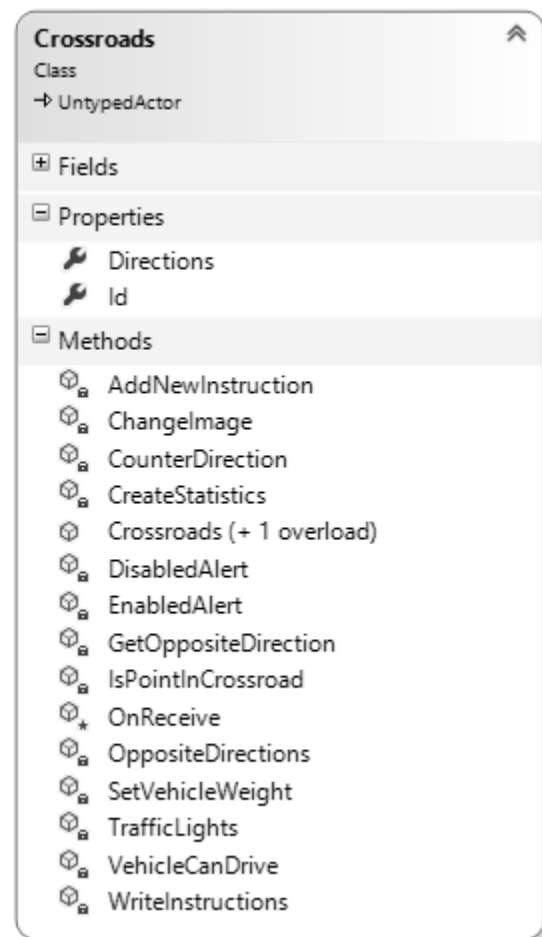 Crossroads
Class
UntypedActor
Fields
Properties
Directions
Id
Methods
AddNewInstruction
ChangeImage
CounterDirection
CreateStatistics
Crossroads (+ 1 overload)
DisabledAlert
EnabledAlert
GetOppositeDirection
IsPointInCrossroad
OnReceive
OppositeDirections
SetVehicleWeight
TrafficLights
VehicleCanDrive
WriteInstructions